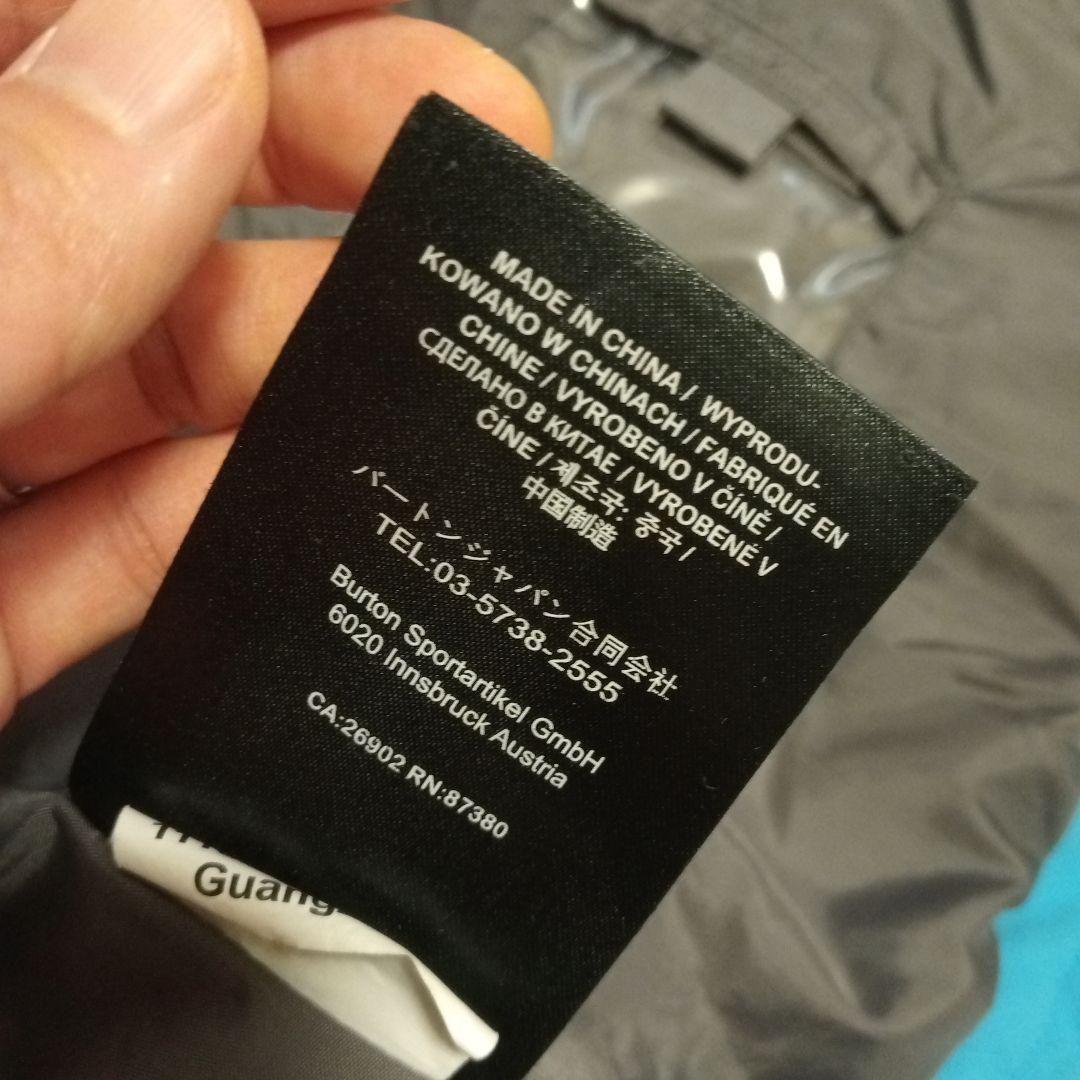 MADE IN CHINA / WYPRODU-
KOWANO W CHINACH / FABRIQUÉ EN
CHINE / VYROBENO V ČÍNĚ /
СДЕЛАНО В КИТАЕ / VYROBENÉ V
ČÍNE / 제조국: 중국 /
中国制造
バートンジャパン合同会社
TEL:03-5738-2555
Burton Sportartikel GmbH
6020 Innsbruck Austria
CA:26902 RN:87380
Guang